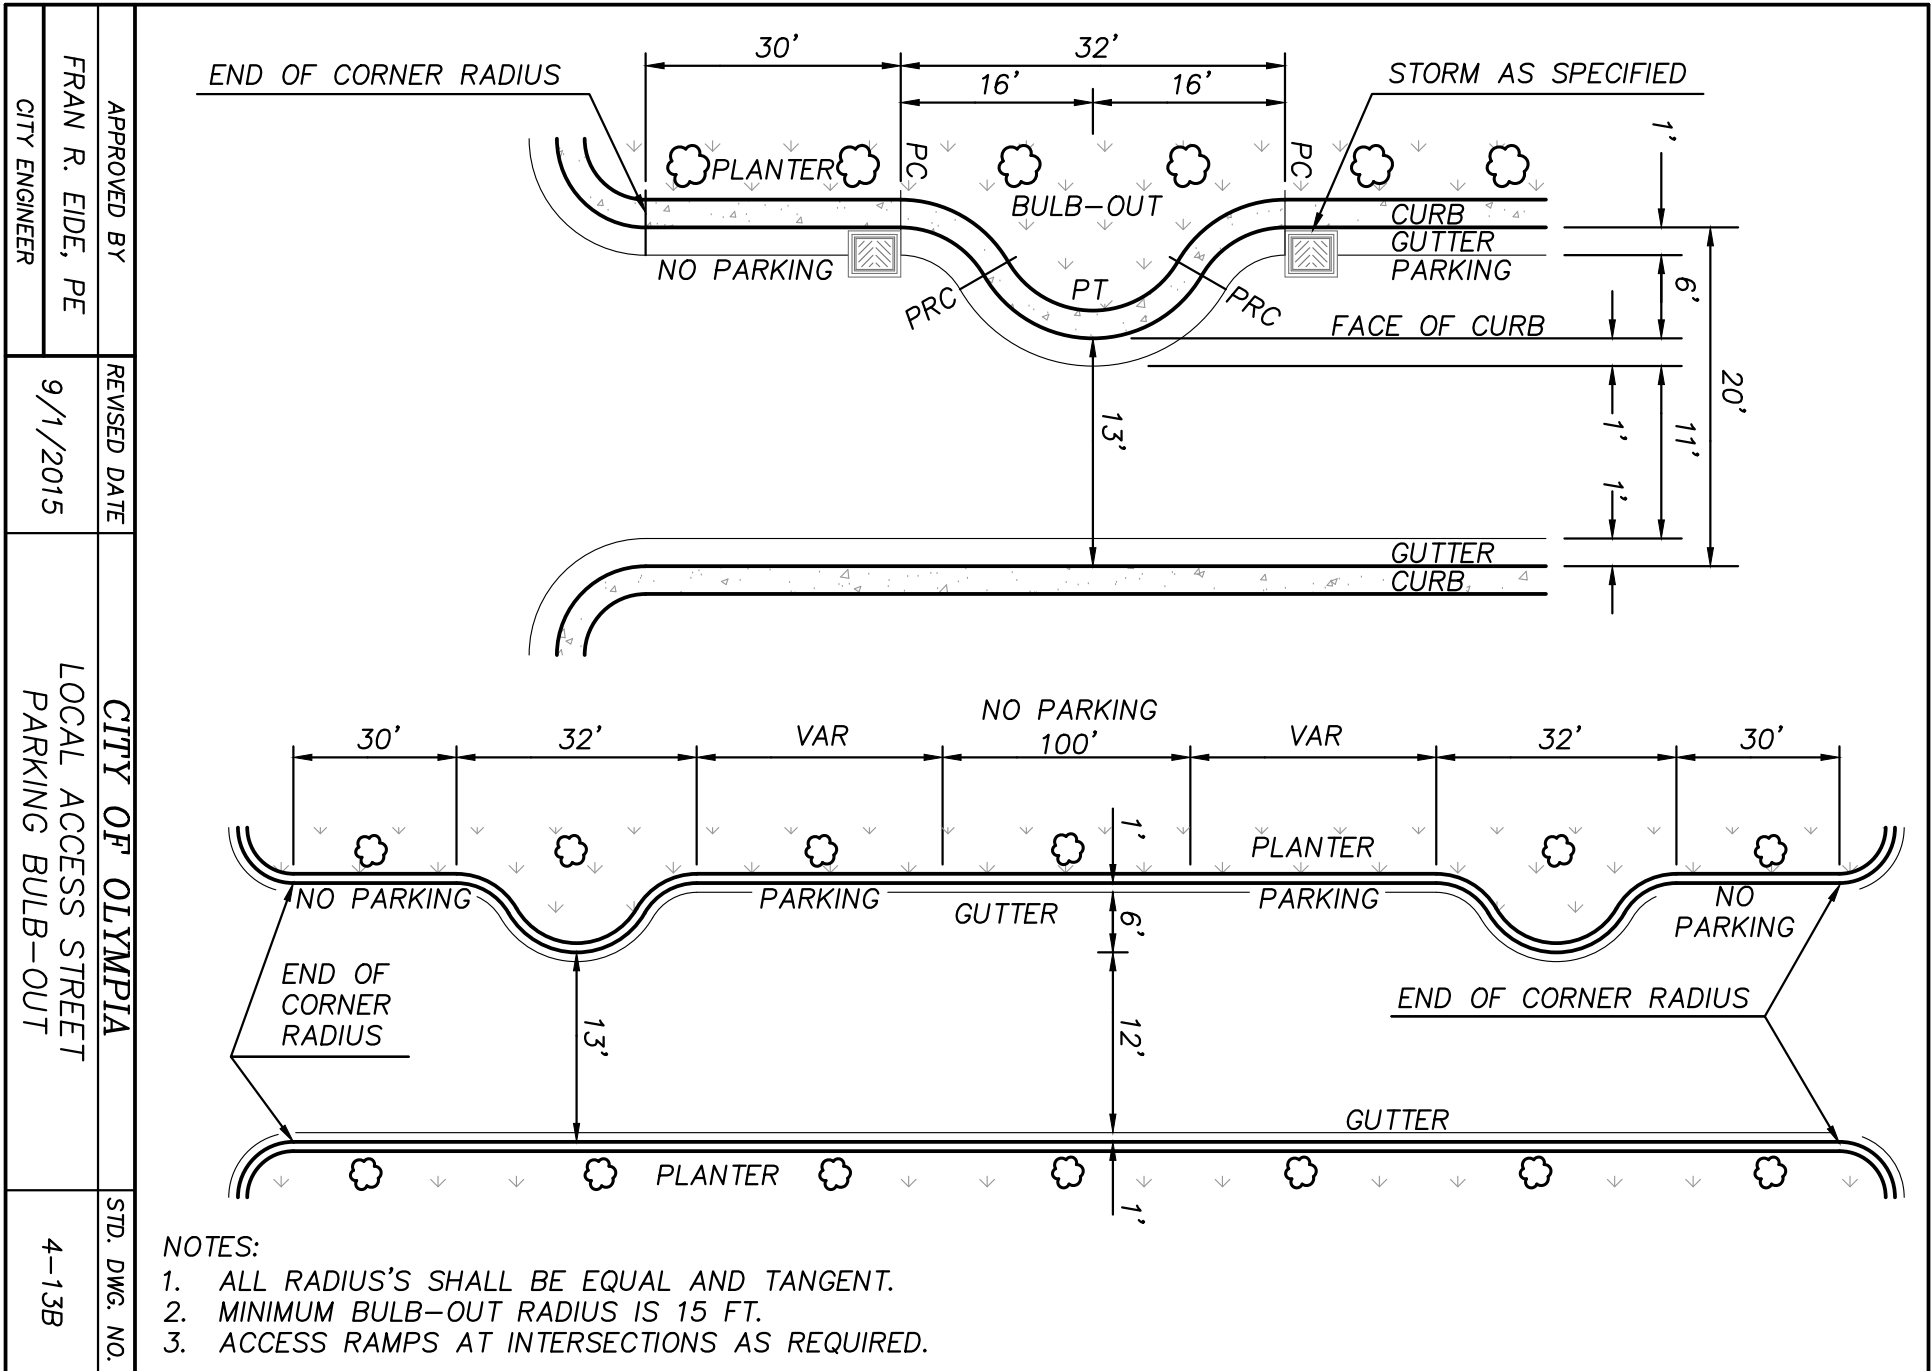 30'
32'
END OF CORNER RADIUS
16'
16'
STORM AS SPECIFIED
1'
PLANTER
PC
PC
BULB-OUT
CURB
GUTTER
NO PARKING
PARKING
PRC
PT
PRC
6'
FACE OF CURB
20'
13'
1'
11'
1'
GUTTER
CURB
NO PARKING
30'
32'
VAR
100'
VAR
32'
30'
1'
PLANTER
NO PARKING
PARKING
GUTTER
6'
PARKING
NO
PARKING
END OF
CORNER
RADIUS
END OF CORNER RADIUS
13'
12'
GUTTER
PLANTER
1'
NOTES:
1. ALL RADIUS'S SHALL BE EQUAL AND TANGENT.
2. MINIMUM BULB-OUT RADIUS IS 15 FT.
3. ACCESS RAMPS AT INTERSECTIONS AS REQUIRED.
APPROVED BY
FRAN R. EIDE, PE
CITY ENGINEER
REVISED DATE
9/1/2015
CITY OF OLYMPIA
LOCAL ACCESS STREET
PARKING BULB-OUT
STD. DWG. NO.
4-13B